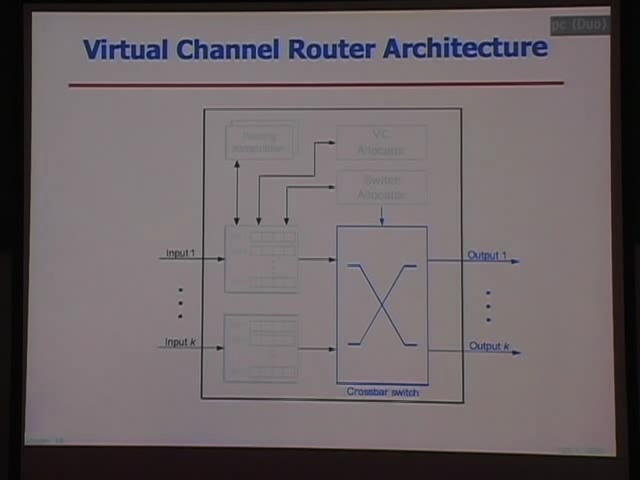 pc (Duo)
Virtual Channel Router Architecture
Routing
computation
VC
Allocator
Switch
Allocator
Input 1
Output 1
Input k
Output k
Crossbar switch